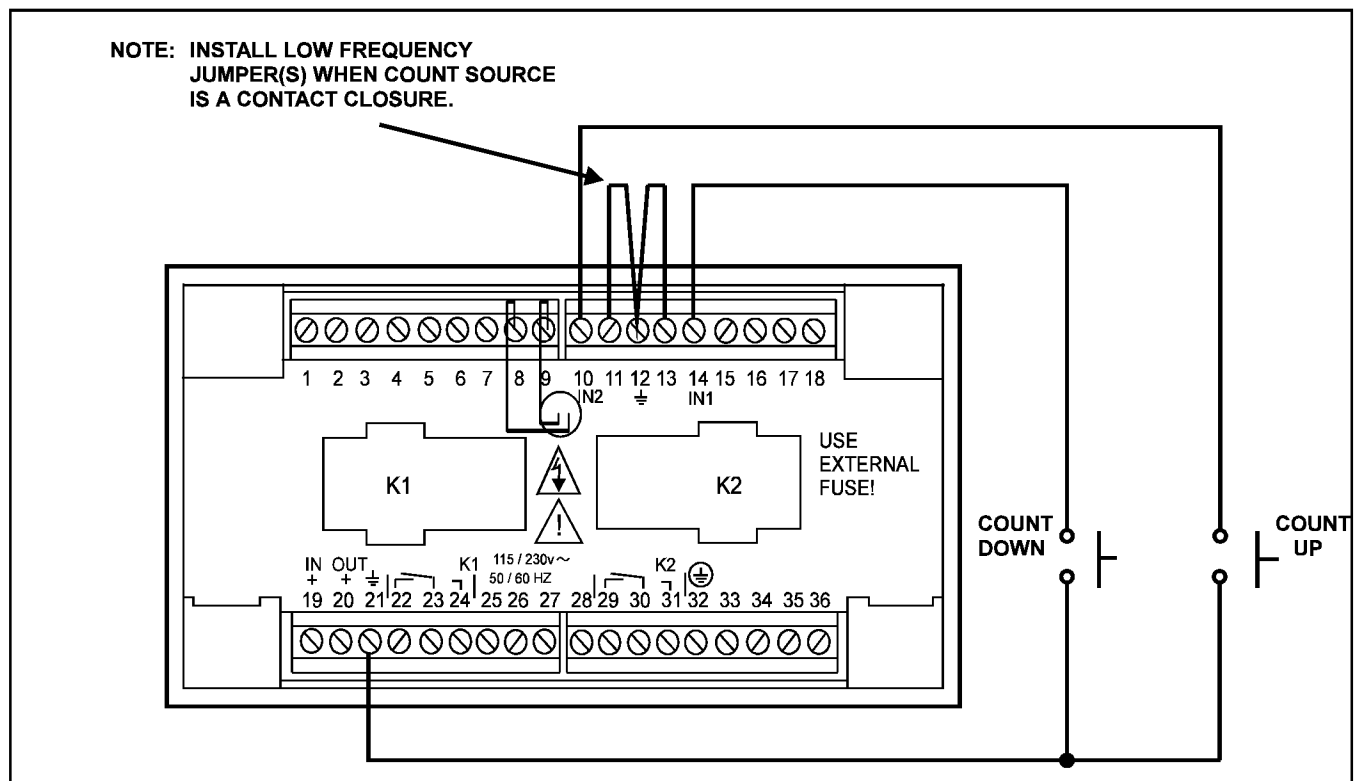 NOTE: INSTALL LOW FREQUENCY
JUMPER(S) WHEN COUNT SOURCE
IS A CONTACT CLOSURE.
1 2 3 4 5 6 7 8 9 10 11 12 13 14 15 16 17 18
IN2 IN1
K1
K2
USE
EXTERNAL
FUSE!
COUNT
DOWN
COUNT
UP
IN OUT K1 115 / 230v~ K2
+ + 50 / 60 HZ
19 20 21 22 23 24 25 26 27 28 29 30 31 32 33 34 35 36